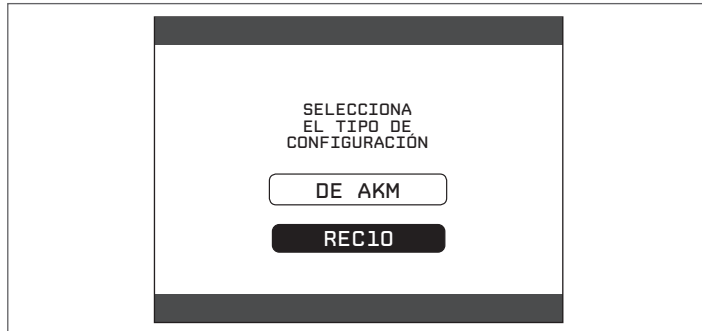 SELECCIONA
EL TIPO DE
CONFIGURACIÓN
DE AKM
REC10